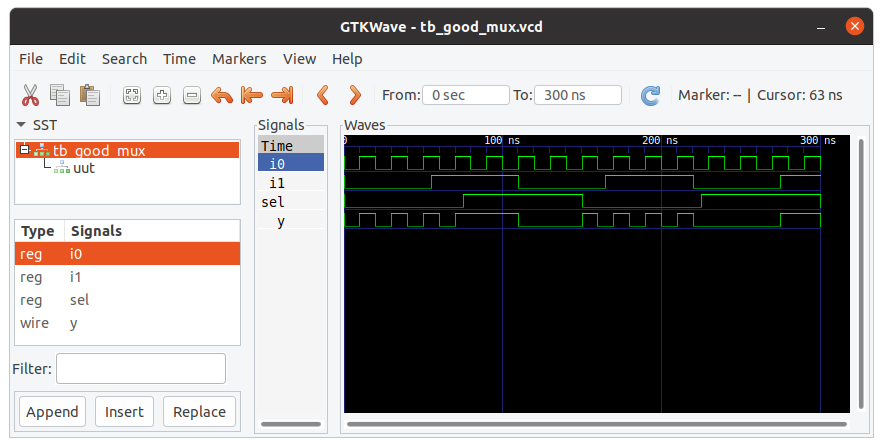 GTKWave - tb_good_mux.vcd
File Edit Search Time Markers View Help
From: 0 sec To: 300 ns Marker: -- | Cursor: 63 ns
SST
tb_good_mux
uut
Type Signals
reg i0
reg i1
reg sel
wire y
Filter:
Append Insert Replace
Signals
Time
i0
i1
sel
y
Waves
0 100 ns 200 ns 300 ns